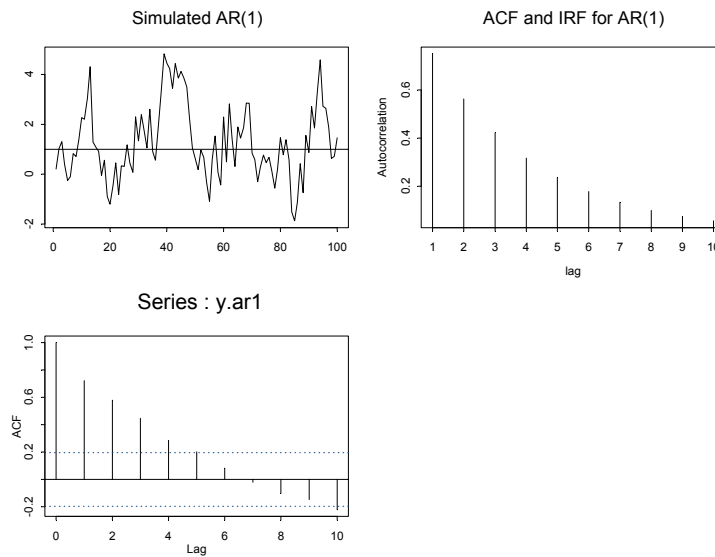 Simulated AR(1)
4
2
0
-2
0 20 40 60 80 100
ACF and IRF for AR(1)
Autocorrelation
0.6
0.4
0.2
1 2 3 4 5 6 7 8 9 10
lag
Series : y.ar1
ACF
1.0
0.6
0.2
-0.2
0 2 4 6 8 10
Lag